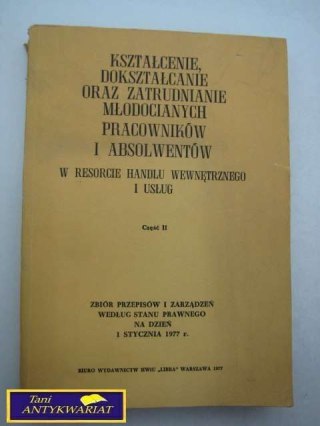 KSZTAŁCENIE,
DOKSZTAŁCANIE
ORAZ ZATRUDNIANIE
MŁODOCIANYCH
PRACOWNIKÓW
I ABSOLWENTÓW
W RESORCIE HANDLU WEWNĘTRZNEGO
I USŁUG
Część II
ZBIÓR PRZEPISÓW I ZARZĄDZEŃ
WEDŁUG STANU PRAWNEGO
NA DZIEŃ
1 STYCZNIA 1977 r.
BIURO WYDAWNICTW HWiU „LIBRA" WARSZAWA 1977
Tani
ANTYKWARIAT